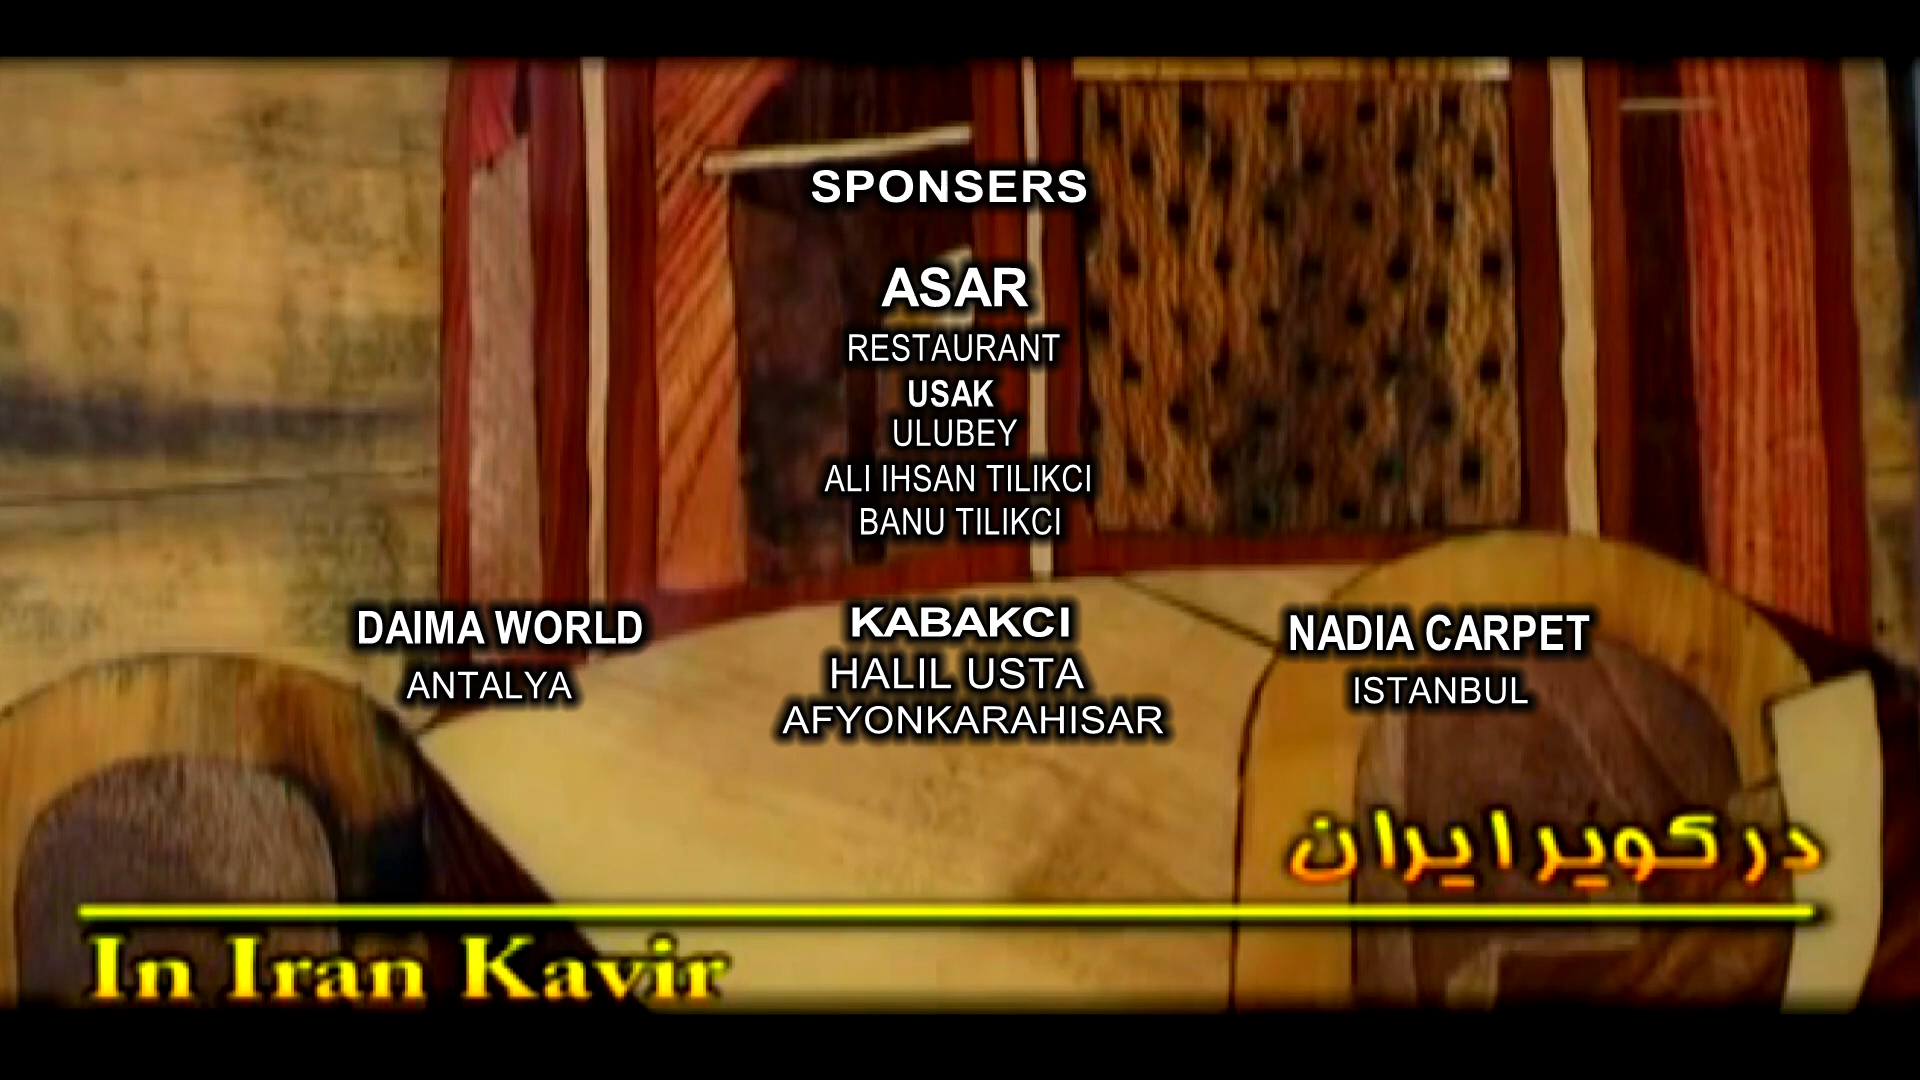 SPONSERS
ASAR
RESTAURANT
USAK
ULUBEY
ALI IHSAN TILIKCI
BANU TILIKCI
DAIMA WORLD
ANTALYA
KABAKCI
HALIL USTA
AFYONKARAHISAR
NADIA CARPET
ISTANBUL
در کویر ایران
In Iran Kavir